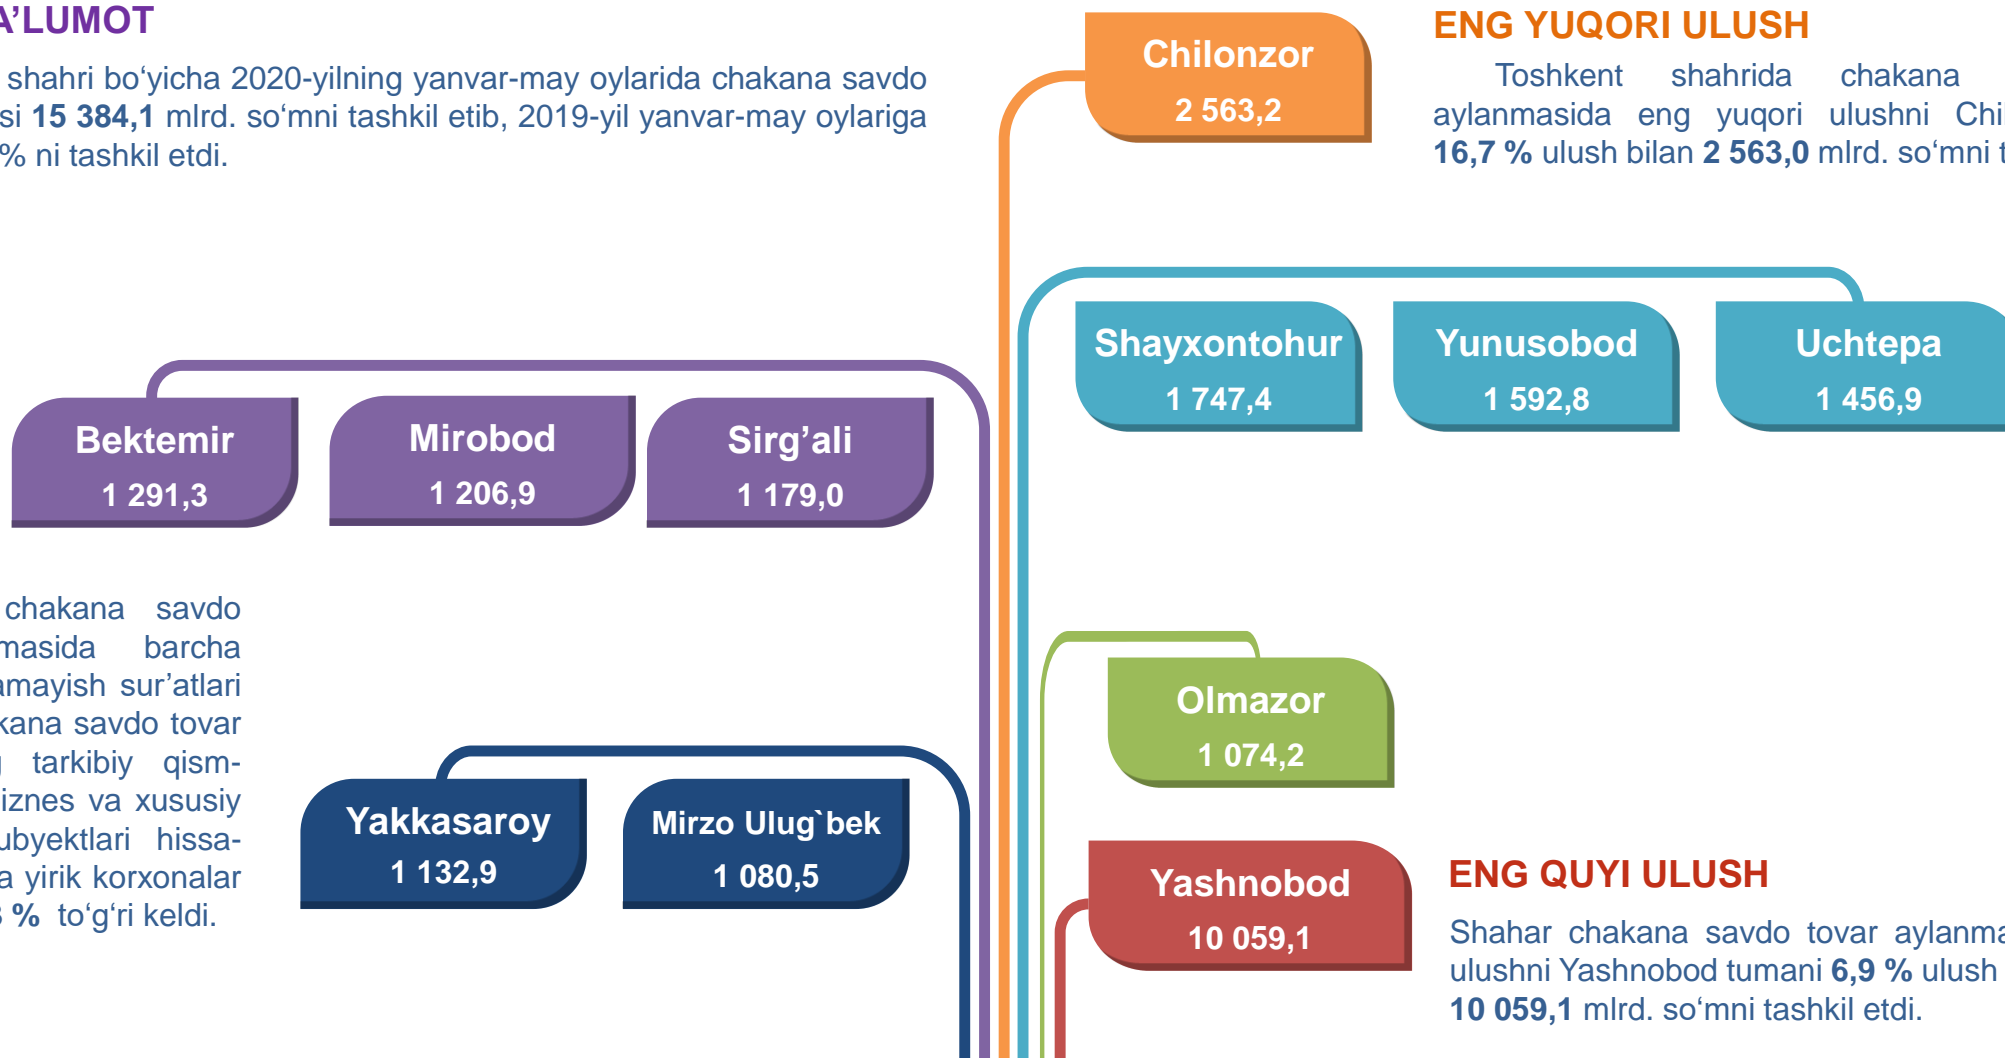 A’LUMOT
shahri bo‘yicha 2020-yilning yanvar-may oylarida chakana savdo
si 15 384,1 mlrd. so‘mni tashkil etib, 2019-yil yanvar-may oylariga
% ni tashkil etdi.
Chilonzor
2 563,2
ENG YUQORI ULUSH
Toshkent shahrida chakana
aylanmasida eng yuqori ulushni Chil
16,7 % ulush bilan 2 563,0 mlrd. so‘mni t
Shayxontohur
1 747,4
Yunusobod
1 592,8
Uchtepa
1 456,9
Bektemir
1 291,3
Mirobod
1 206,9
Sirg’ali
1 179,0
chakana savdo
masida barcha
amayish sur’atlari
kana savdo tovar
g tarkibiy qism-
iznes va xususiy
ubyektlari hissa-
a yirik korxonalar
% to‘g‘ri keldi.
Olmazor
1 074,2
Yakkasaroy
1 132,9
Mirzo Ulug`bek
1 080,5
Yashnobod
10 059,1
ENG QUYI ULUSH
Shahar chakana savdo tovar aylanma
ulushni Yashnobod tumani 6,9 % ulush
10 059,1 mlrd. so‘mni tashkil etdi.